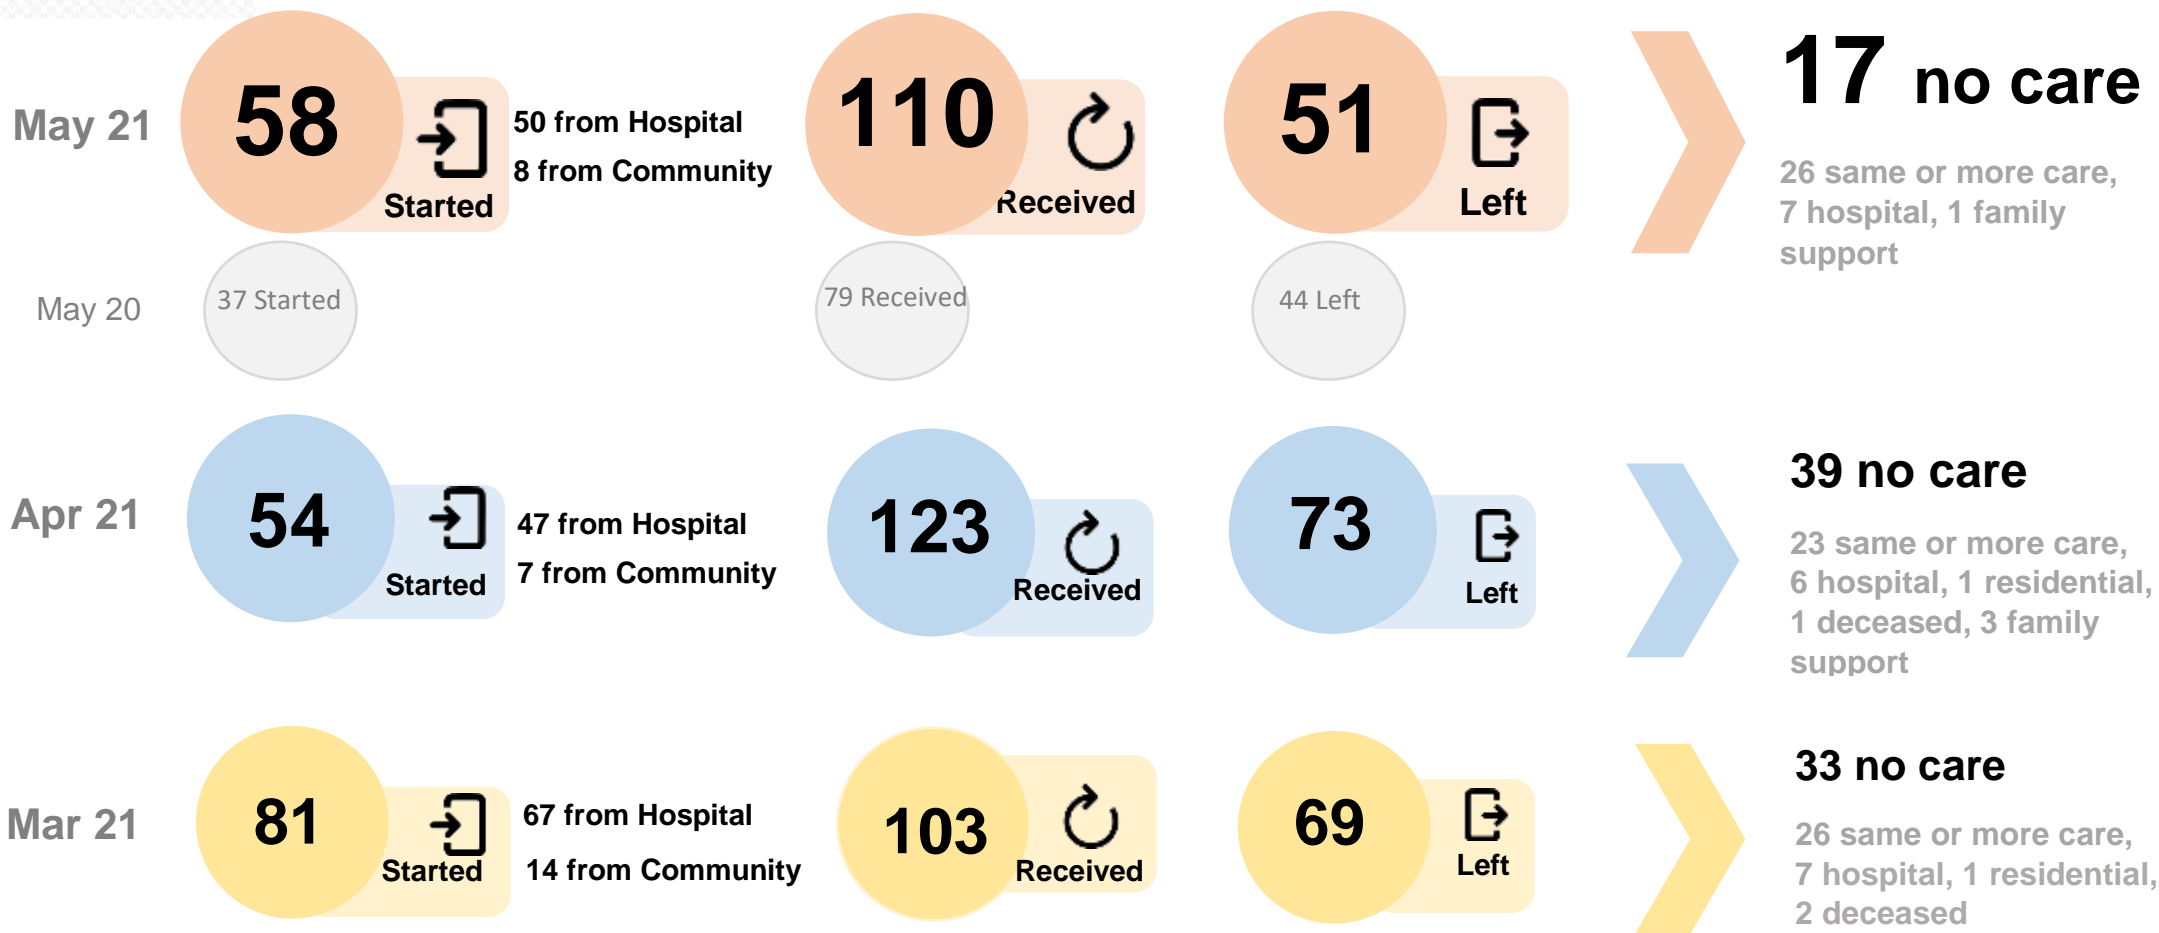 May 21
58
Started
50 from Hospital
8 from Community
110
Received
51
Left
17 no care
26 same or more care,
7 hospital, 1 family
support
May 20
37 Started
79 Received
44 Left
Apr 21
54
Started
47 from Hospital
7 from Community
123
Received
73
Left
39 no care
23 same or more care,
6 hospital, 1 residential,
1 deceased, 3 family
support
Mar 21
81
Started
67 from Hospital
14 from Community
103
Received
69
Left
33 no care
26 same or more care,
7 hospital, 1 residential,
2 deceased